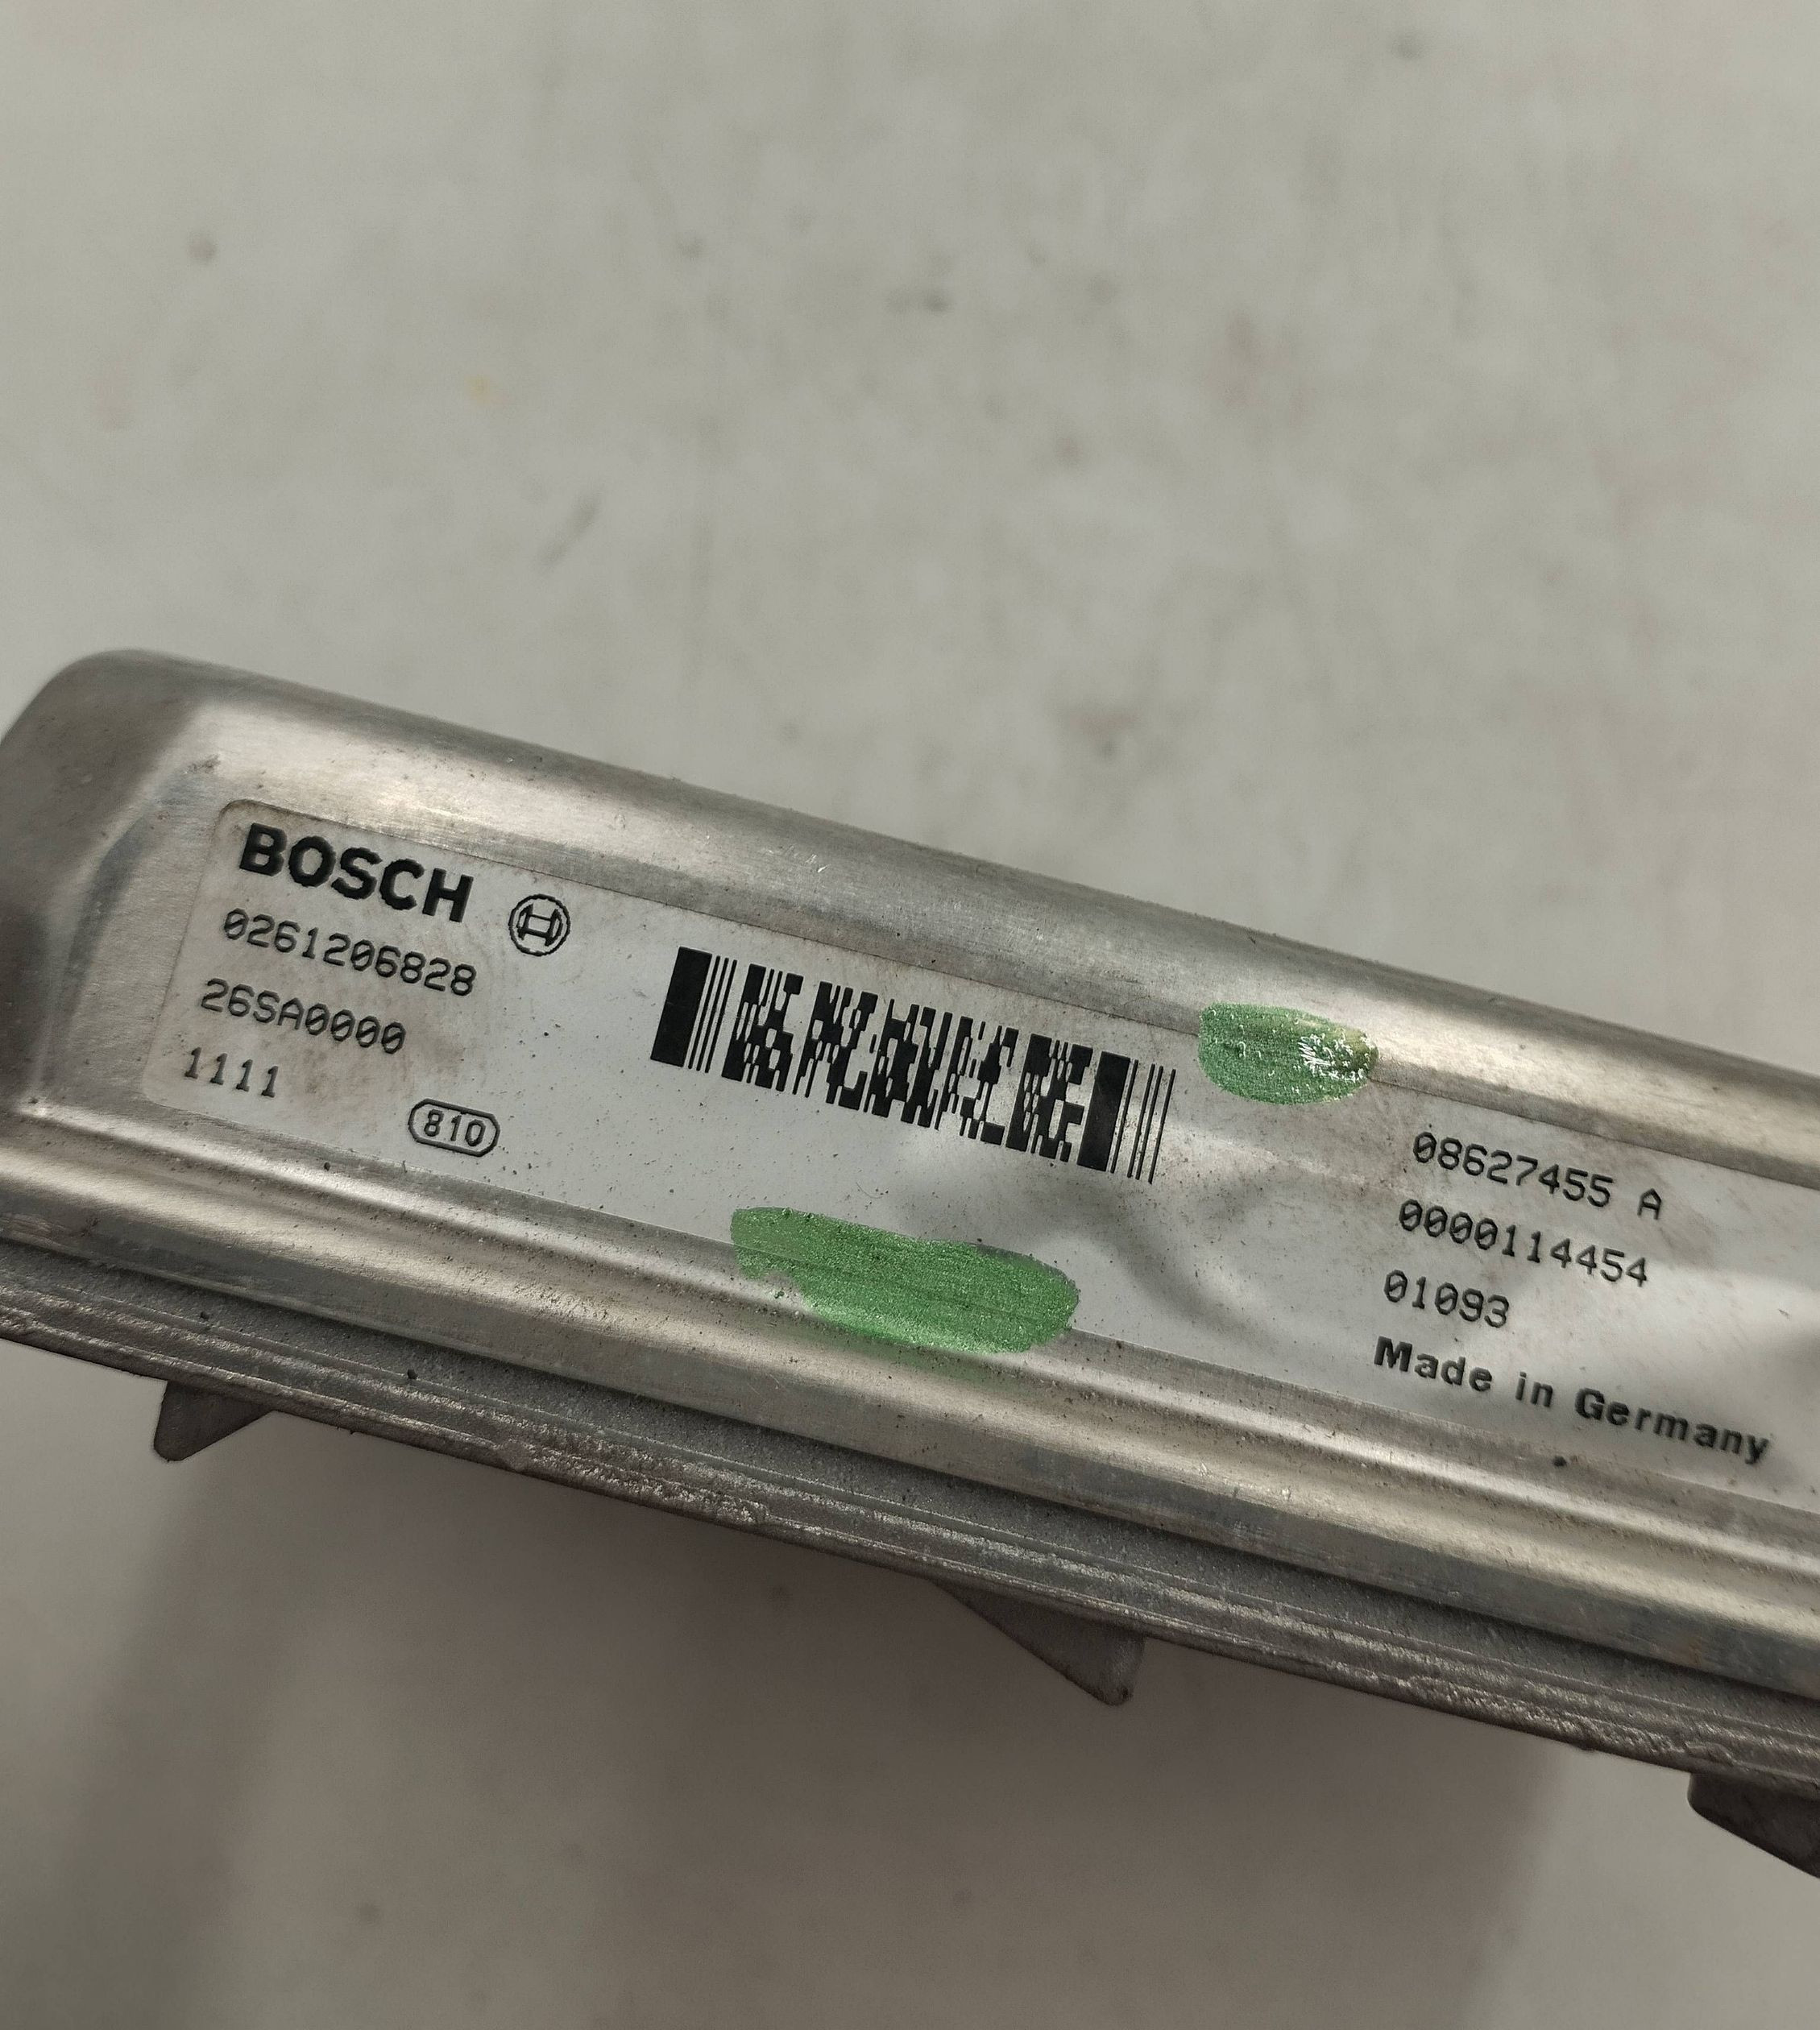 BOSCH
0261206828
26SA0000
1111
810
08627455 A
0000114454
01093
Made in Germany